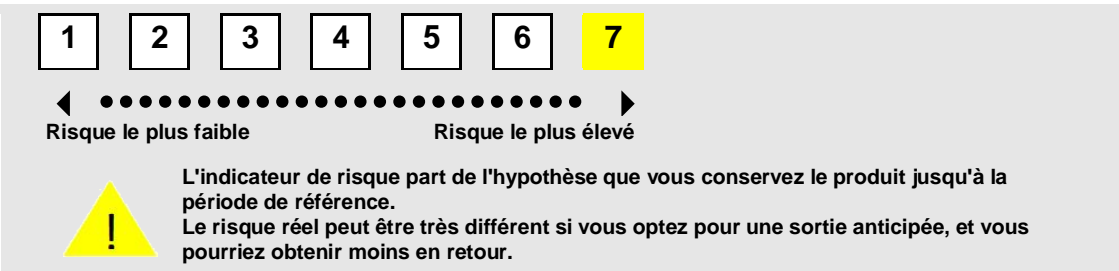 1 2 3 4 5 6 7
Risque le plus faible Risque le plus élevé
L'indicateur de risque part de l'hypothèse que vous conservez le produit jusqu'à la
période de référence.
Le risque réel peut être très différent si vous optez pour une sortie anticipée, et vous
pourriez obtenir moins en retour.
!